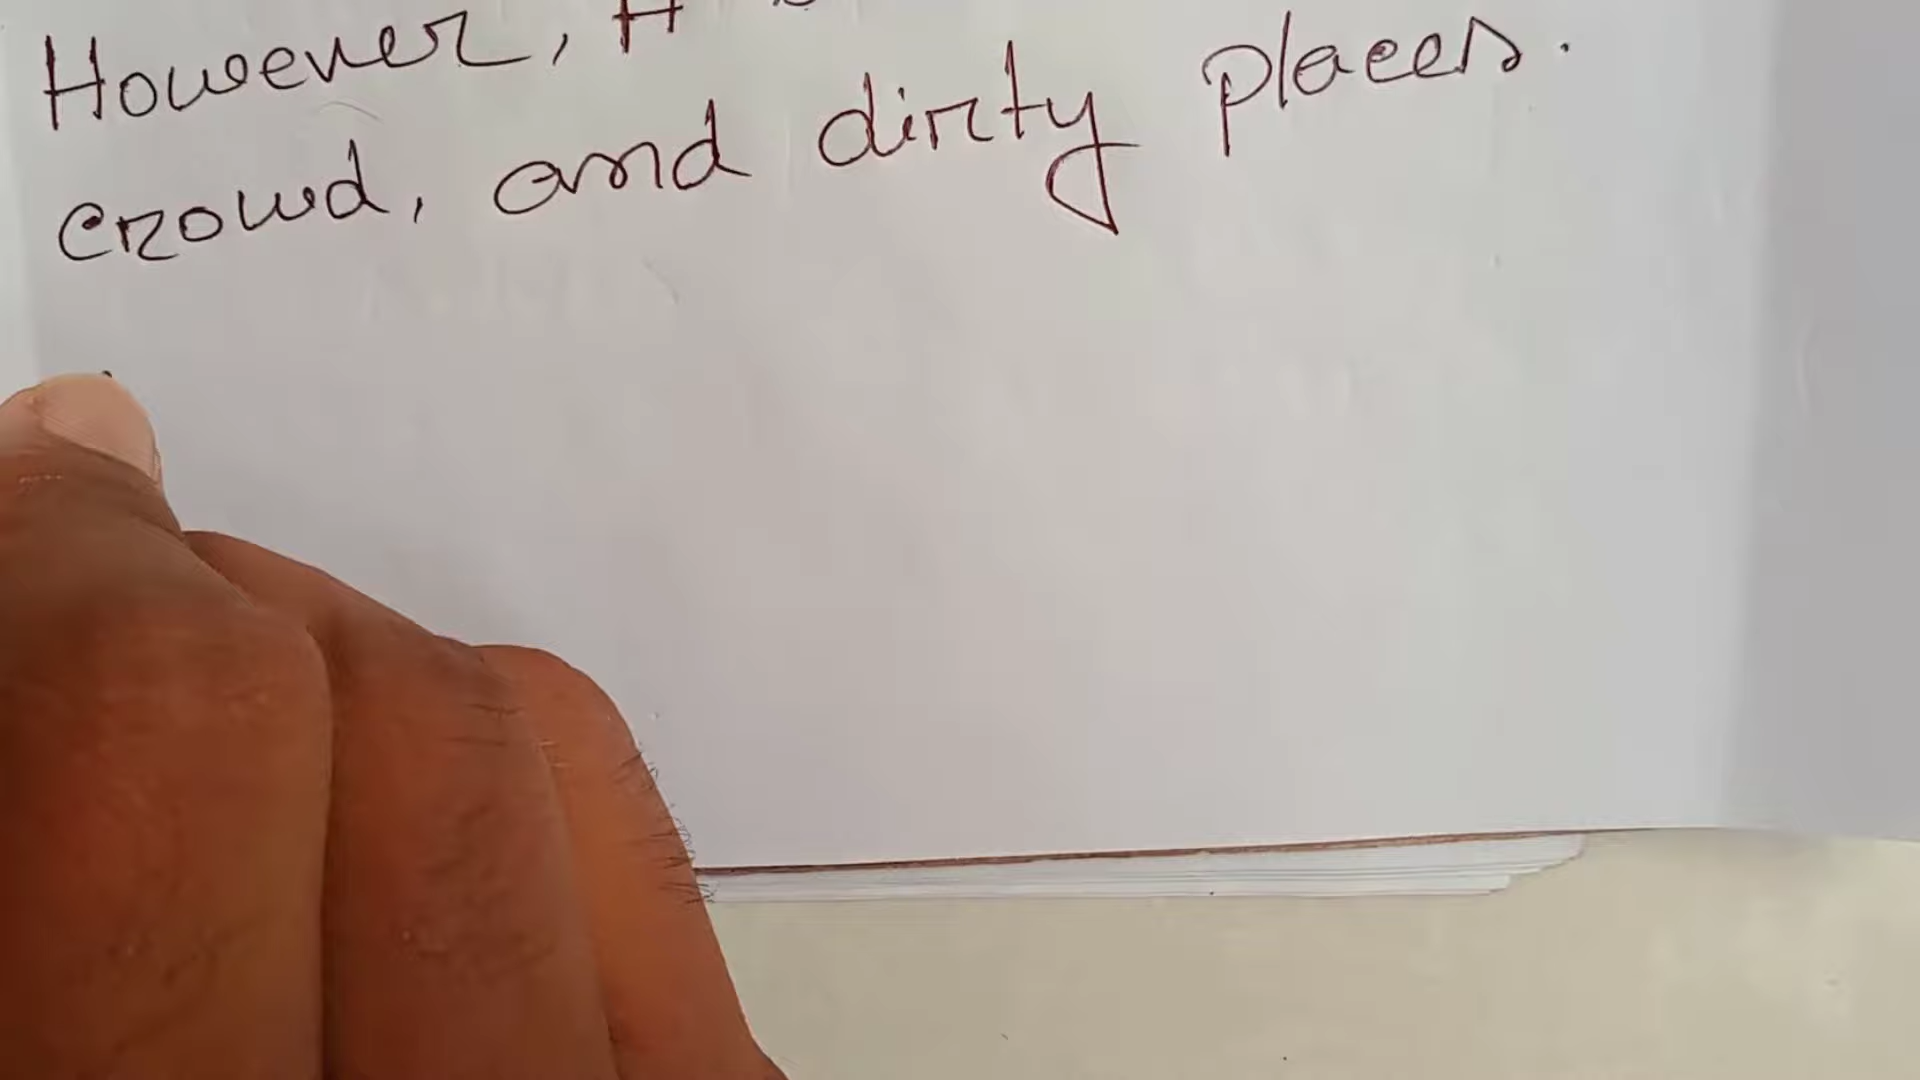 However,
crowd, and dirty places.